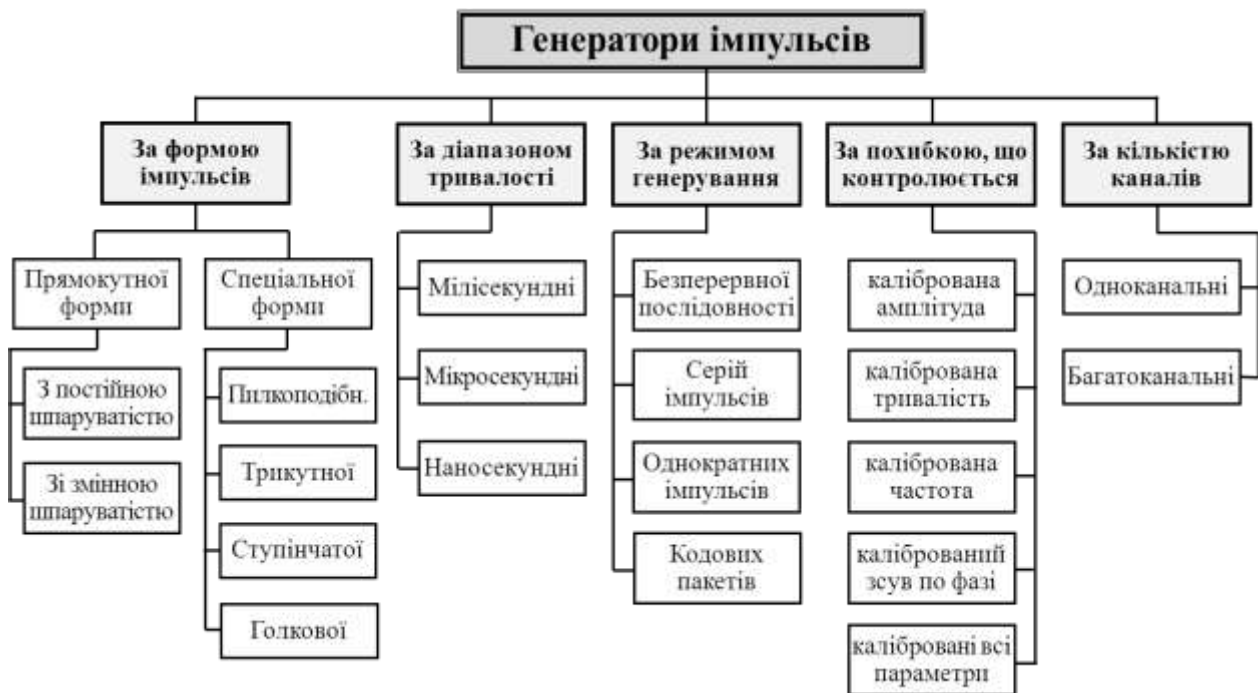 Генератори імпульсів
За формою
імпульсів
За діапазоном
тривалості
За режимом
генерування
За похибкою, що
контролюється
За кількістю
каналів
Прямокутної
форми
З постійною
шпаруватістю
Зі змінною
шпаруватістю
Спеціальної
форми
Пилкоподібн.
Трикутної
Ступінчатої
Голкової
Мілісекундні
Мікросекундні
Наносекундні
Безперервної
послідовності
Серій
імпульсів
Однократних
імпульсів
Кодових
пакетів
калібрована
амплітуда
калібрована
тривалість
калібрована
частота
калібрований
зсув по фазі
калібровані всі
параметри
Одноканальні
Багатоканальні